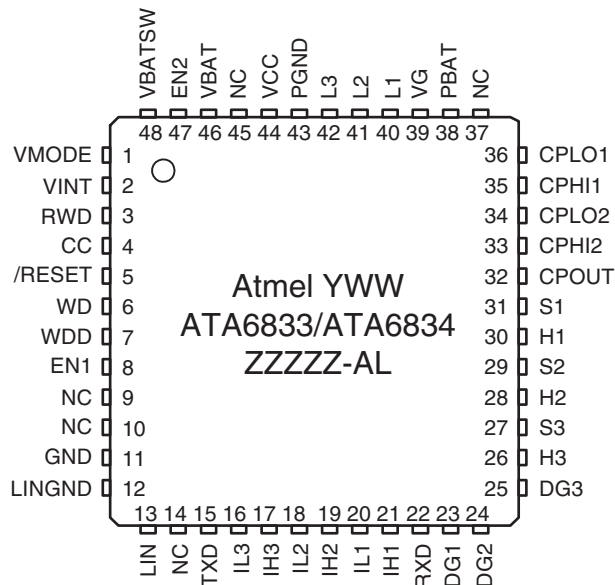 VBATSW
EN2
VBAT
NC
VCC
PGND
L3
L2
L1
VG
PBAT
NC
48 47 46 45 44 43 42 41 40 39 38 37
VMODE 1
VINT 2
RWD 3
CC 4
/RESET 5
WD 6
WDD 7
EN1 8
NC 9
NC 10
GND 11
LINGND 12
Atmel YWW
ATA6833/ATA6834
ZZZZZ-AL
36 CPLO1
35 CPHI1
34 CPLO2
33 CPHI2
32 CPOUT
31 S1
30 H1
29 S2
28 H2
27 S3
26 H3
25 DG3
13 14 15 16 17 18 19 20 21 22 23 24
LIN
NC
TXD
IL3
IH3
IL2
IH2
IL1
IH1
RXD
DG1
DG2